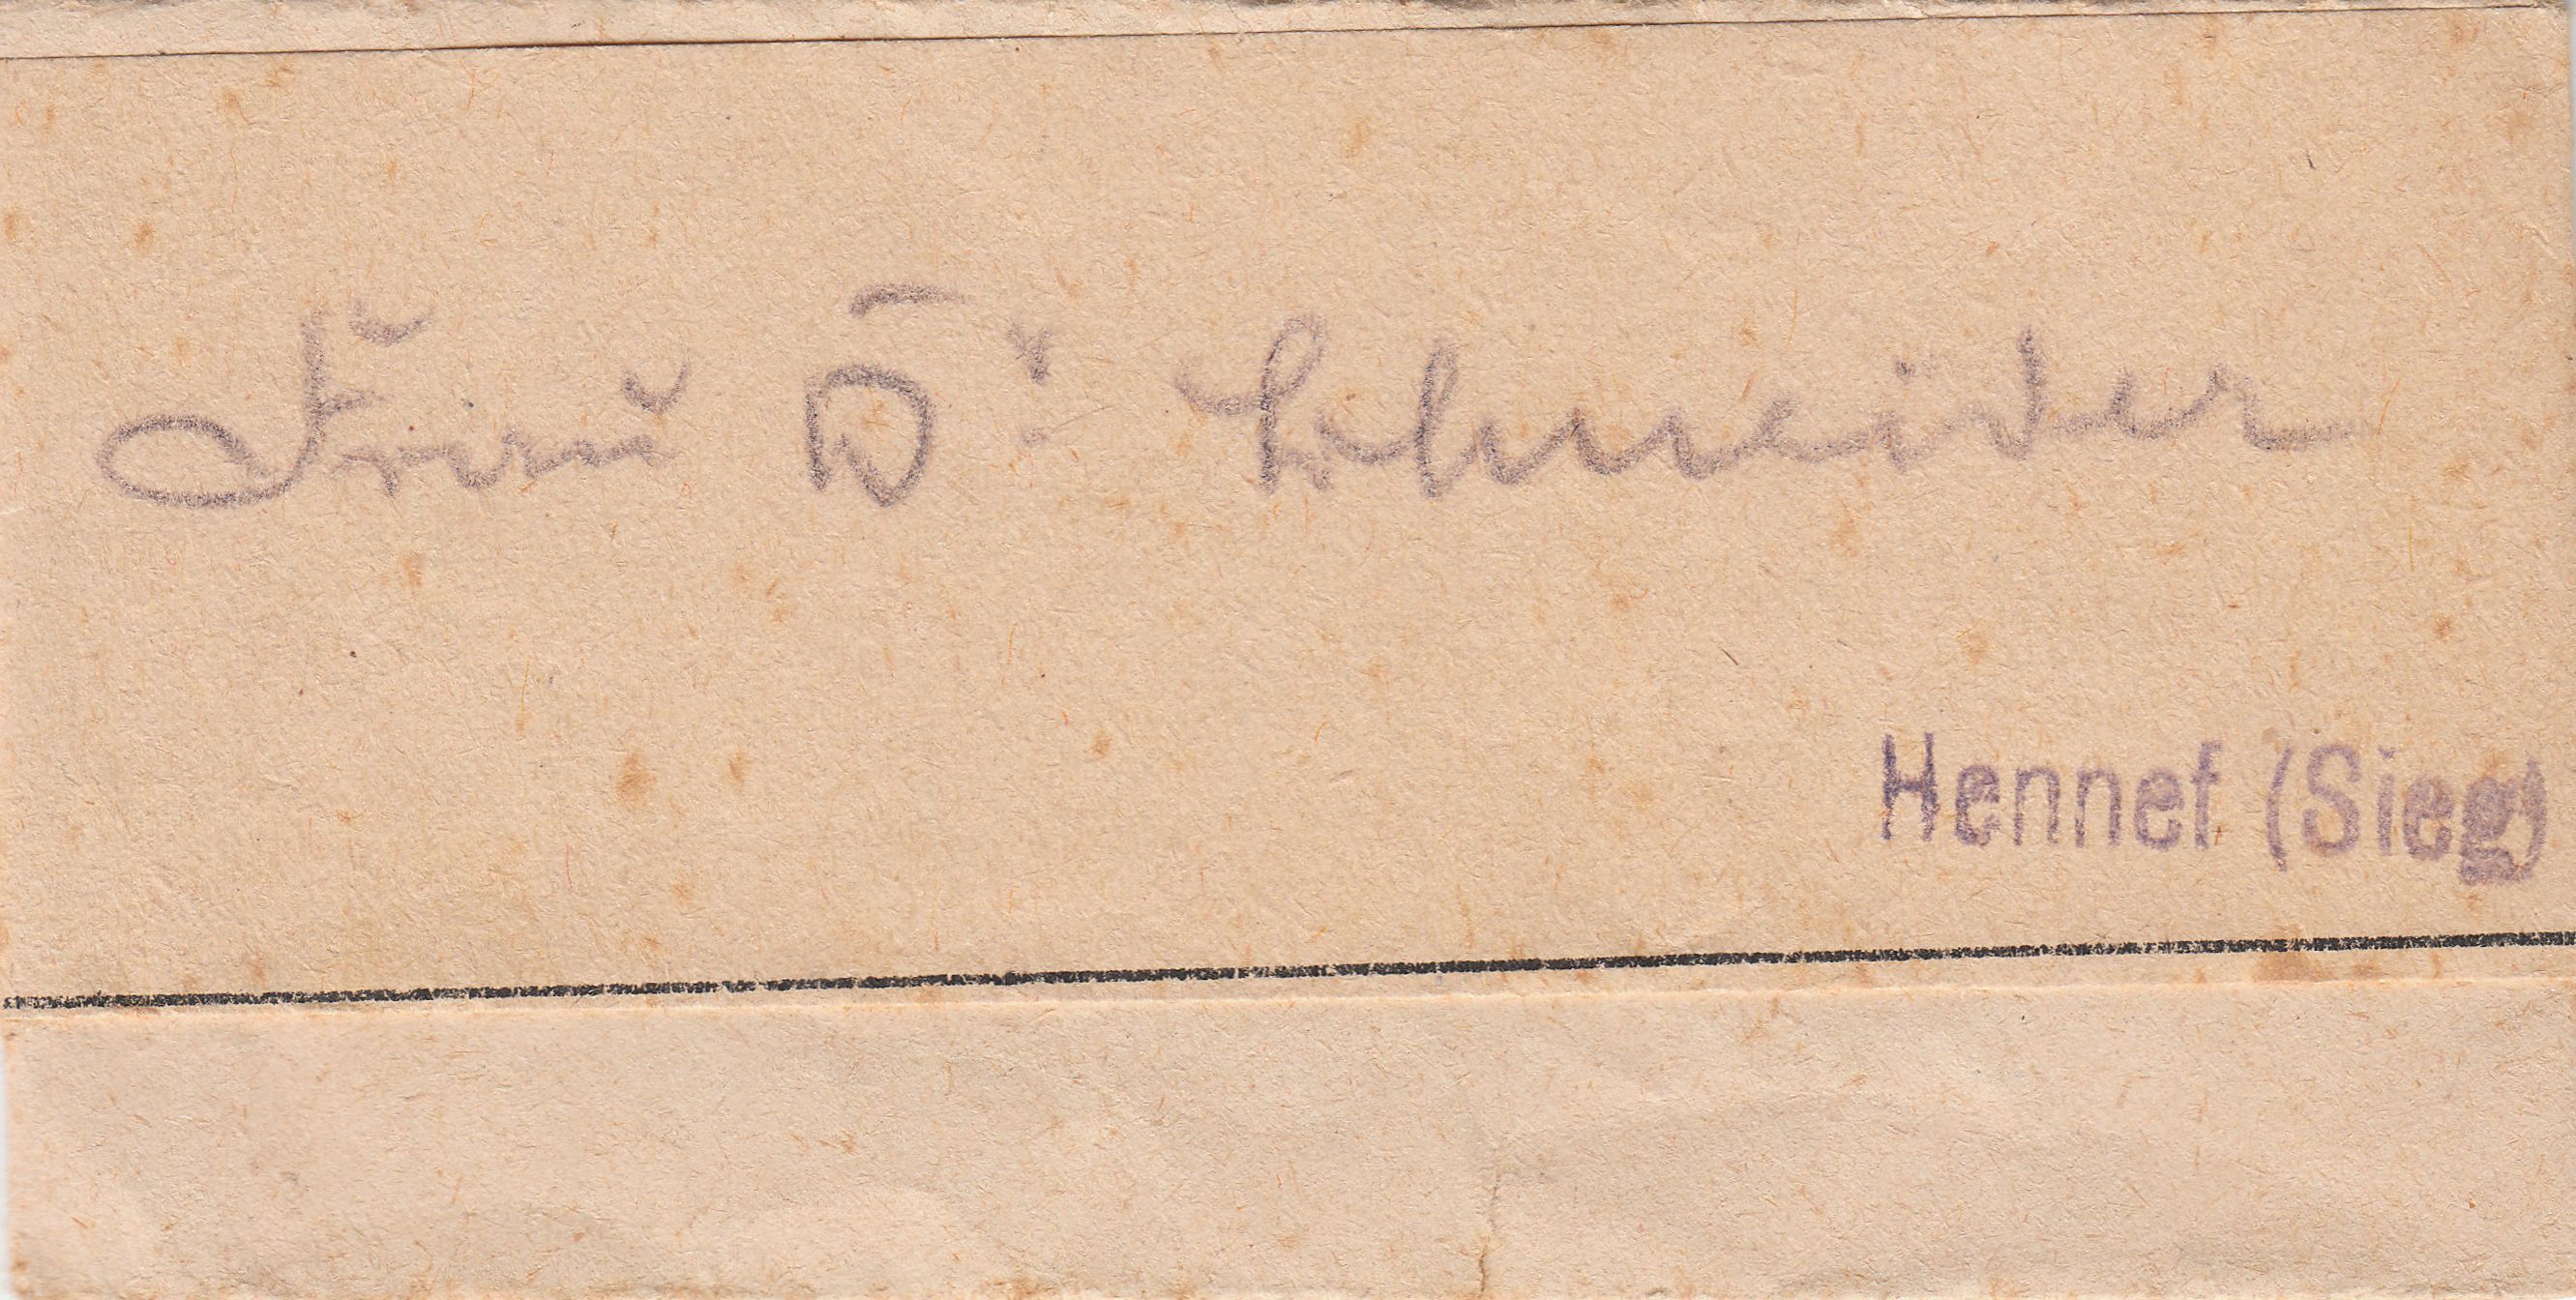 Frau Dr. Schneider
Hennef (Sieg)